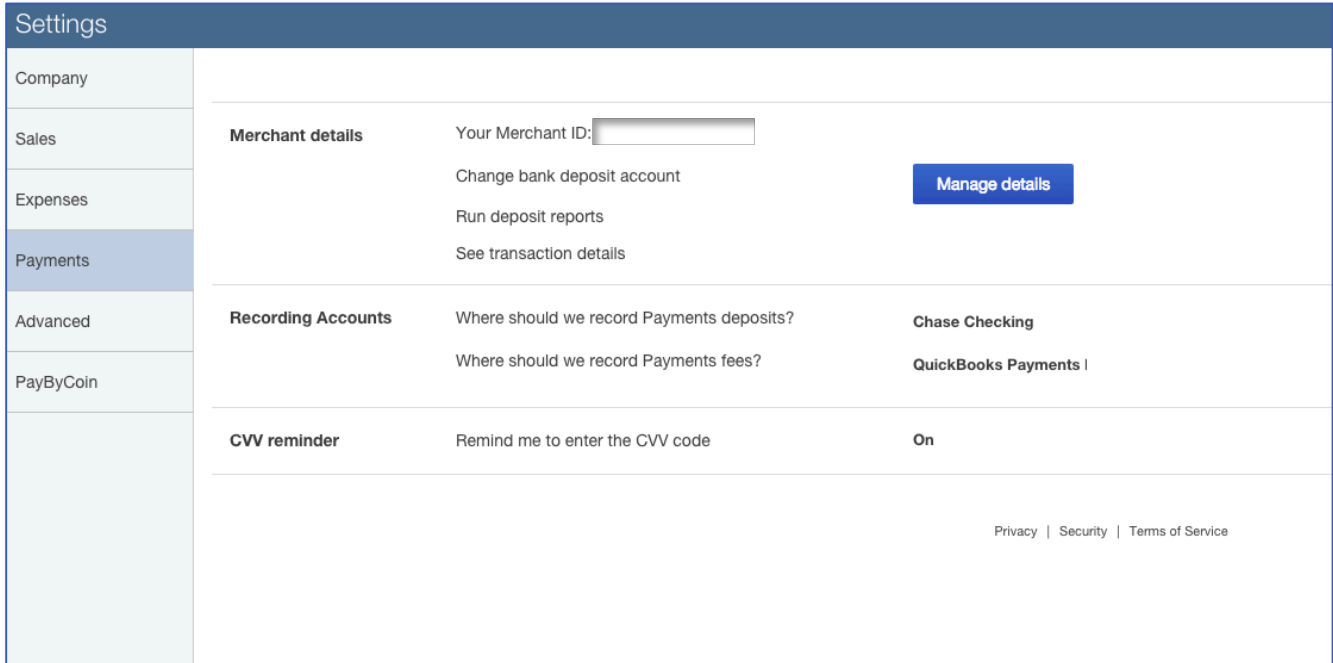 Settings
Company
Sales
Expenses
Payments
Advanced
PayByCoin
Merchant details
Your Merchant ID:
Change bank deposit account
Run deposit reports
See transaction details
Manage details
Recording Accounts
Where should we record Payments deposits?
Chase Checking
Where should we record Payments fees?
QuickBooks Payments
CVV reminder
Remind me to enter the CVV code
On
Privacy | Security | Terms of Service